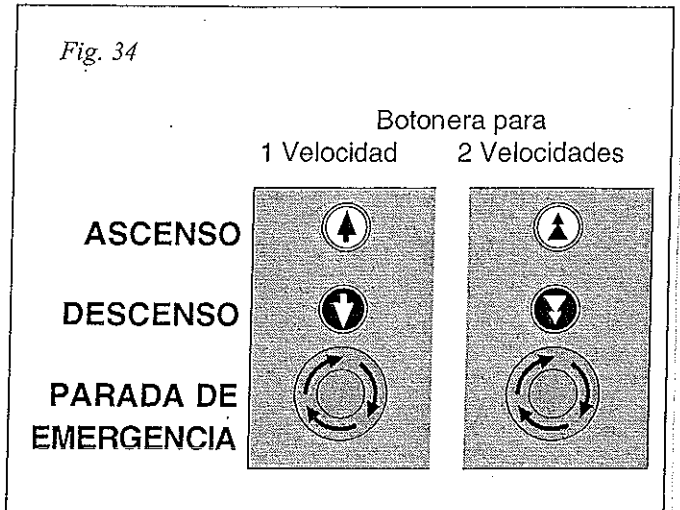 Fig. 34
Botonera para
1 Velocidad 2 Velocidades
ASCENSO
DESCENSO
PARADA DE
EMERGENCIA